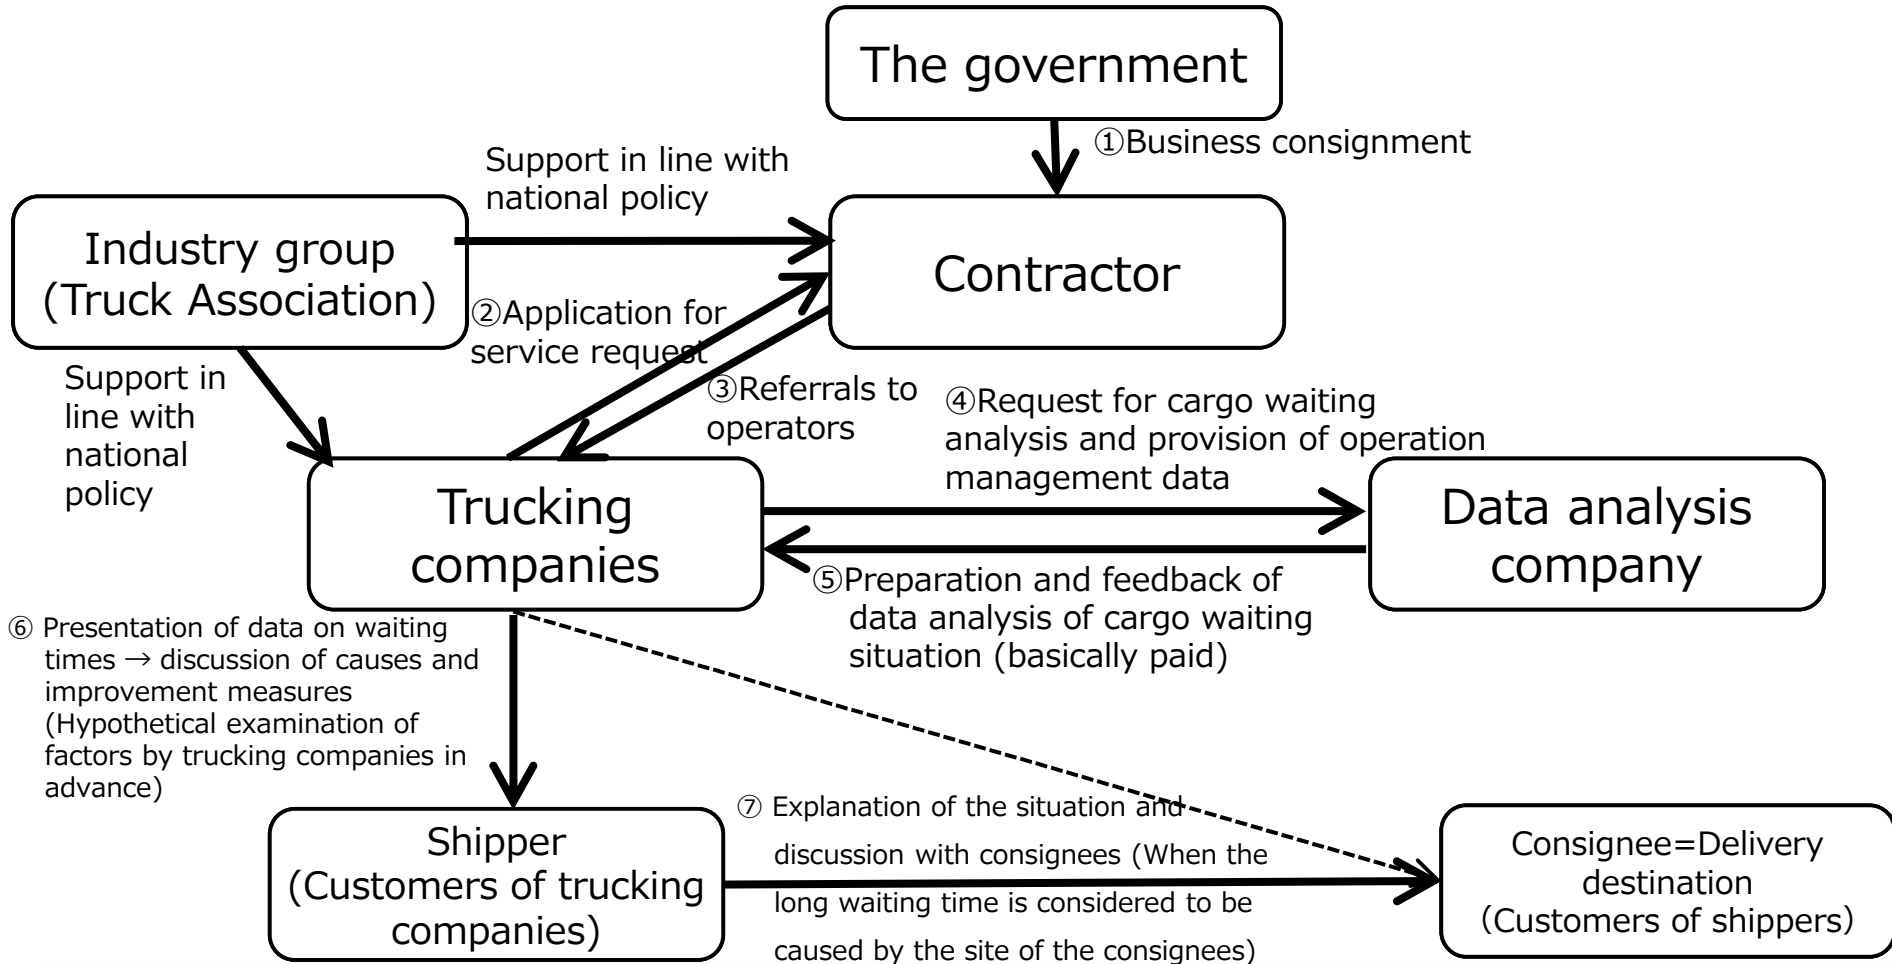 The government
①Business consignment
Support in line with
national policy
Industry group
(Truck Association)
Contractor
②Application for
service request
Support in
line with
national
policy
③Referrals to
operators
④Request for cargo waiting
analysis and provision of operation
management data
Trucking
companies
Data analysis
company
⑤Preparation and feedback of
data analysis of cargo waiting
situation (basically paid)
⑥ Presentation of data on waiting
times → discussion of causes and
improvement measures
(Hypothetical examination of
factors by trucking companies in
advance)
Shipper
(Customers of trucking
companies)
⑦ Explanation of the situation and
discussion with consignees (When the
long waiting time is considered to be
caused by the site of the consignees)
Consignee=Delivery
destination
(Customers of shippers)